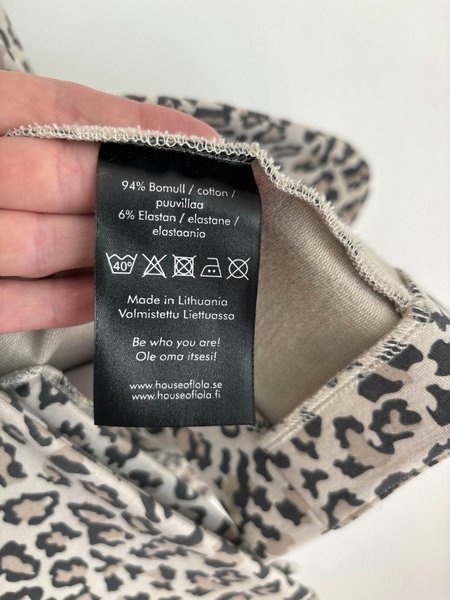 94% Bomull / cotton /
puuvillaa
6% Elastan / elastane /
elastaania
40°
Made in Lithuania
Valmistettu Liettuassa
Be who you are!
Ole oma itsesi!
www.houseoflola.se
www.houseoflola.fi